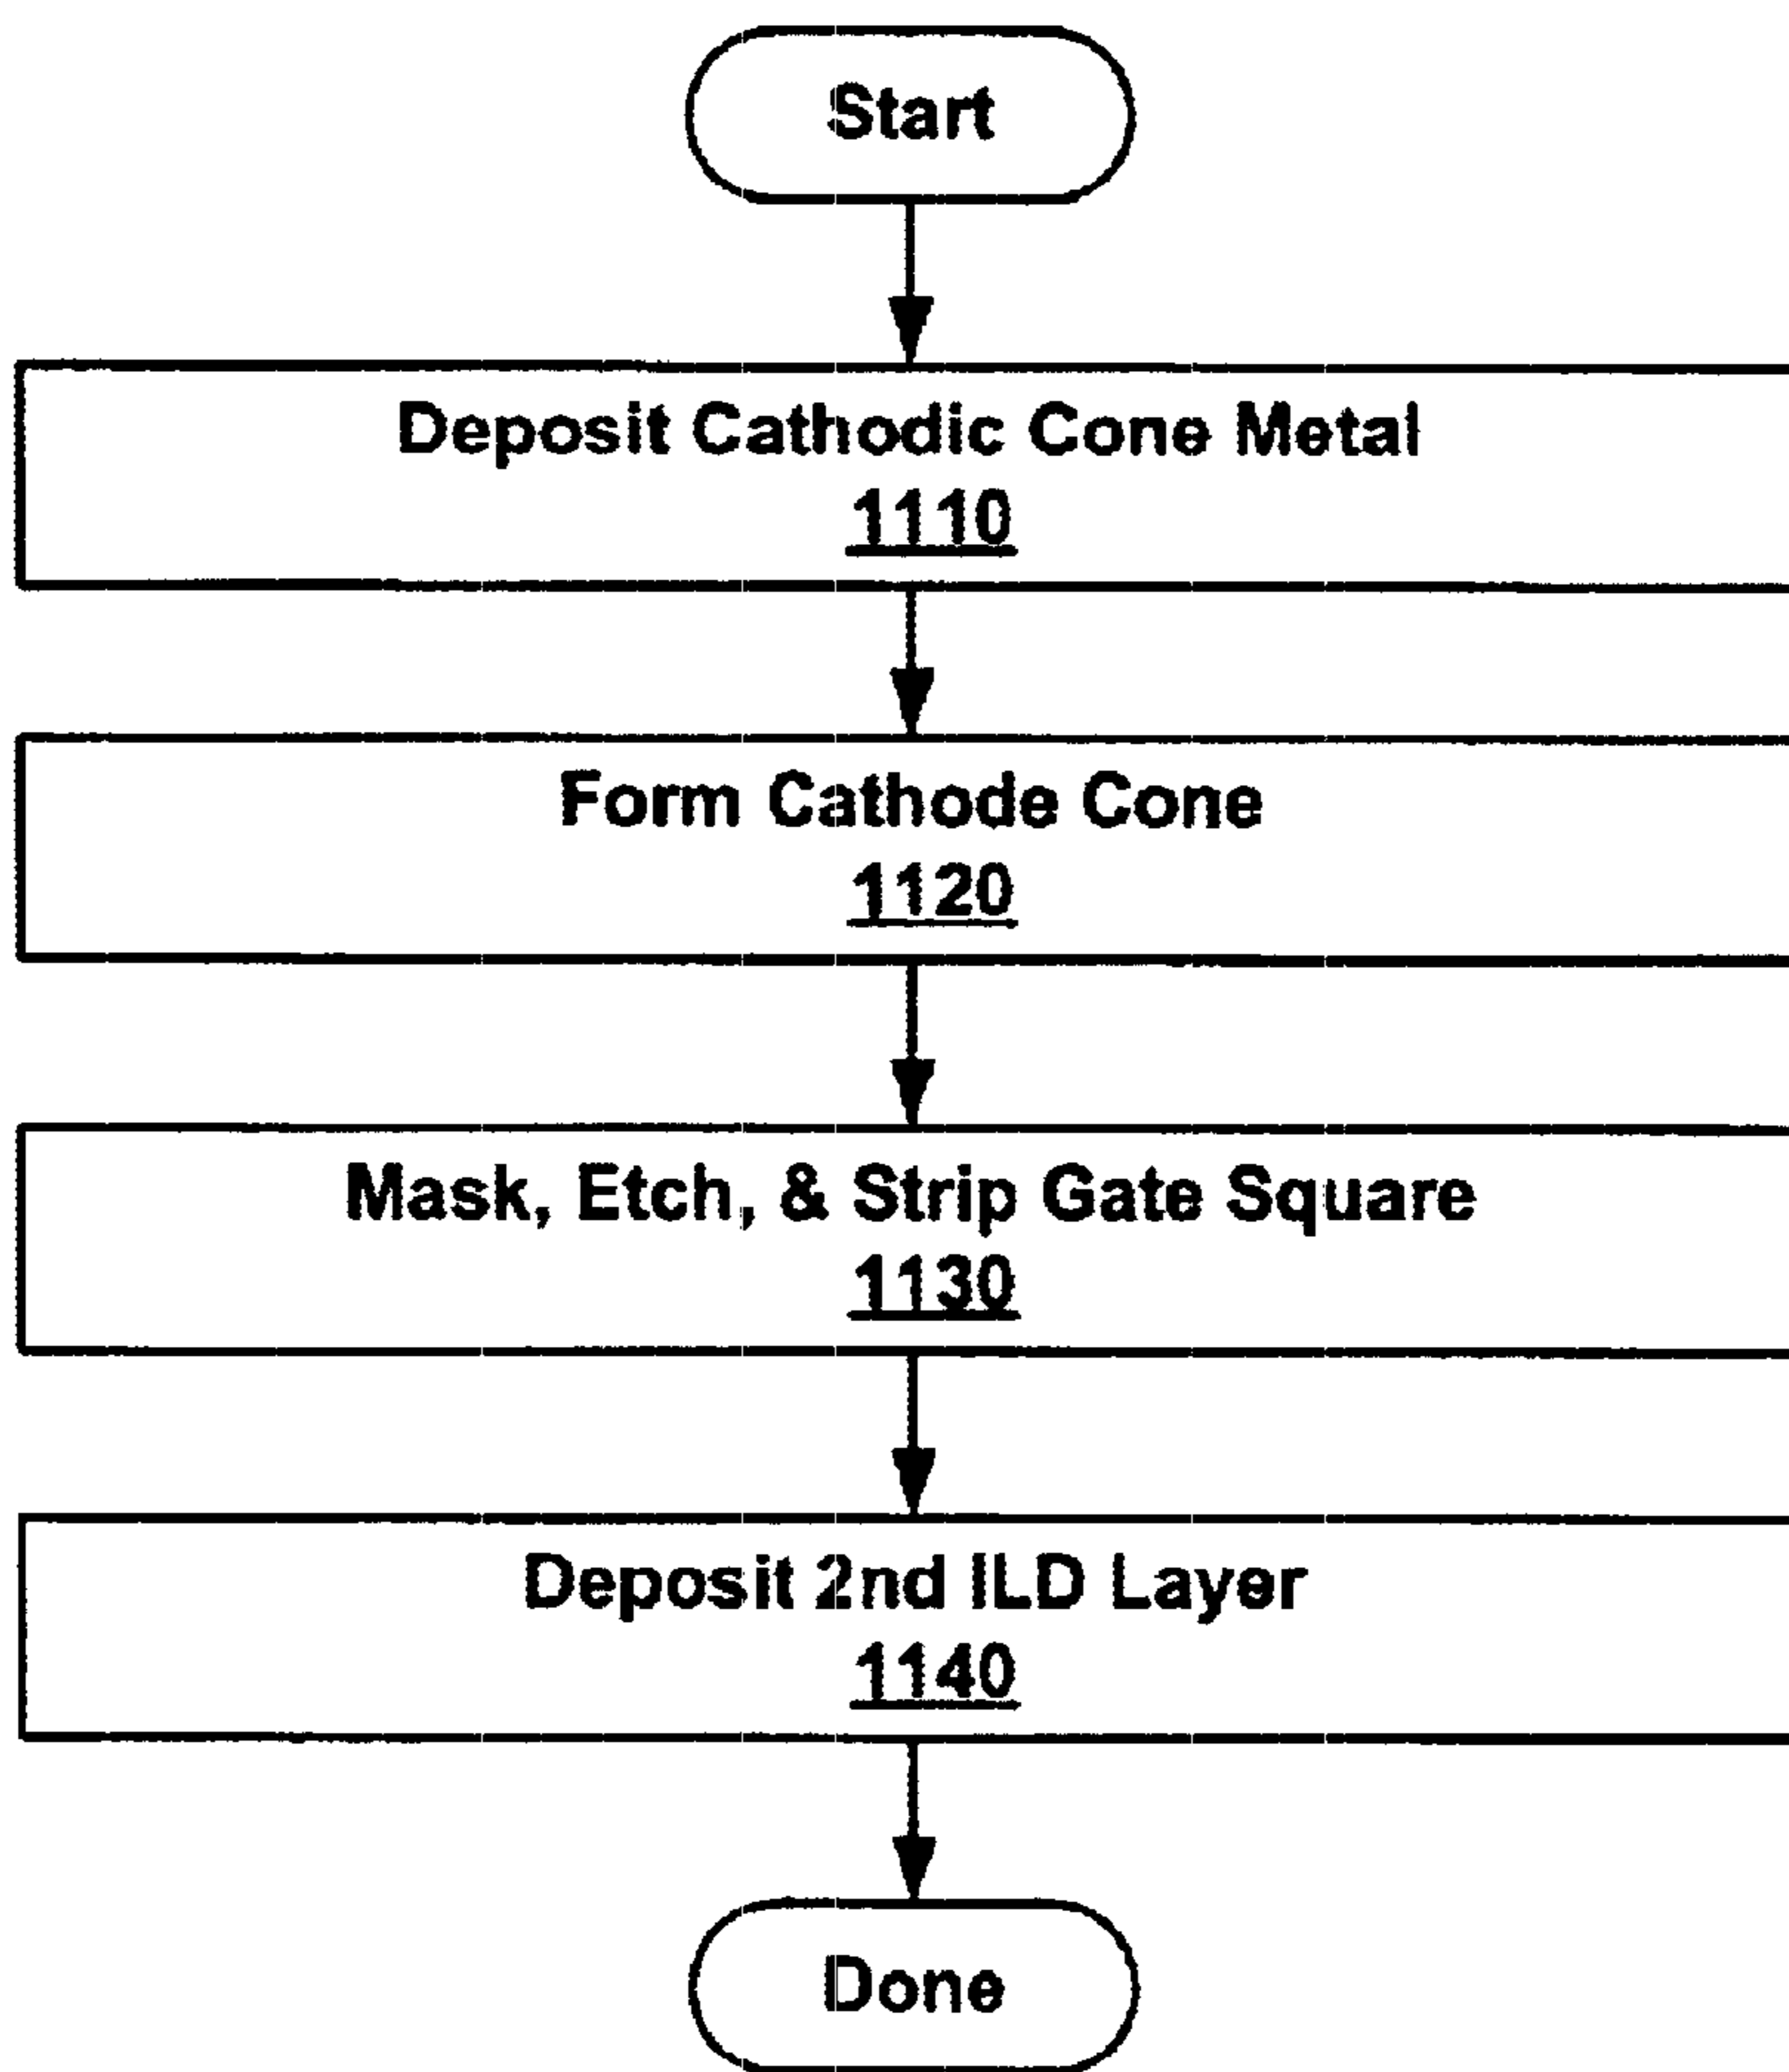 Start
Deposit Cathodic Cone Metal
1110
Form Cathode Cone
1120
Mask, Etch, & Strip Gate Square
1130
Deposit 2nd ILD Layer
1140
Done